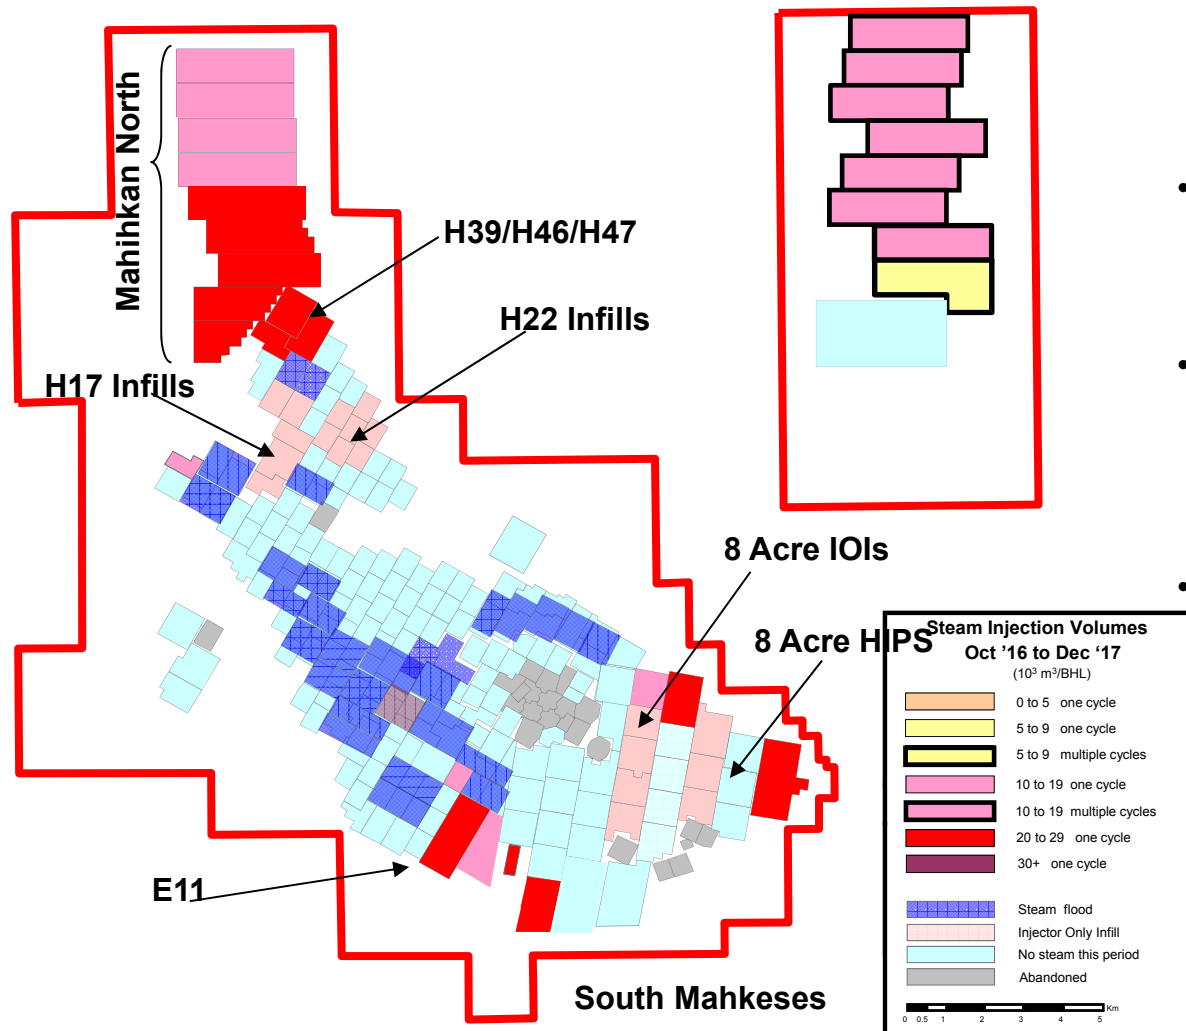 Mahihkan North
H39/H46/H47
H22 Infills
H17 Infills
8 Acre IOIs
8 Acre HIPS
E11
South Mahkeses
•
•
•
Steam Injection Volumes
Oct ’16 to Dec ‘17
(10³ m³/BHL)
0 to 5 one cycle
5 to 9 one cycle
5 to 9 multiple cycles
10 to 19 one cycle
10 to 19 multiple cycles
20 to 29 one cycle
30+ one cycle
Steam flood
Injector Only Infill
No steam this period
Abandoned
Km
0 0.5 1 2 3 4 5